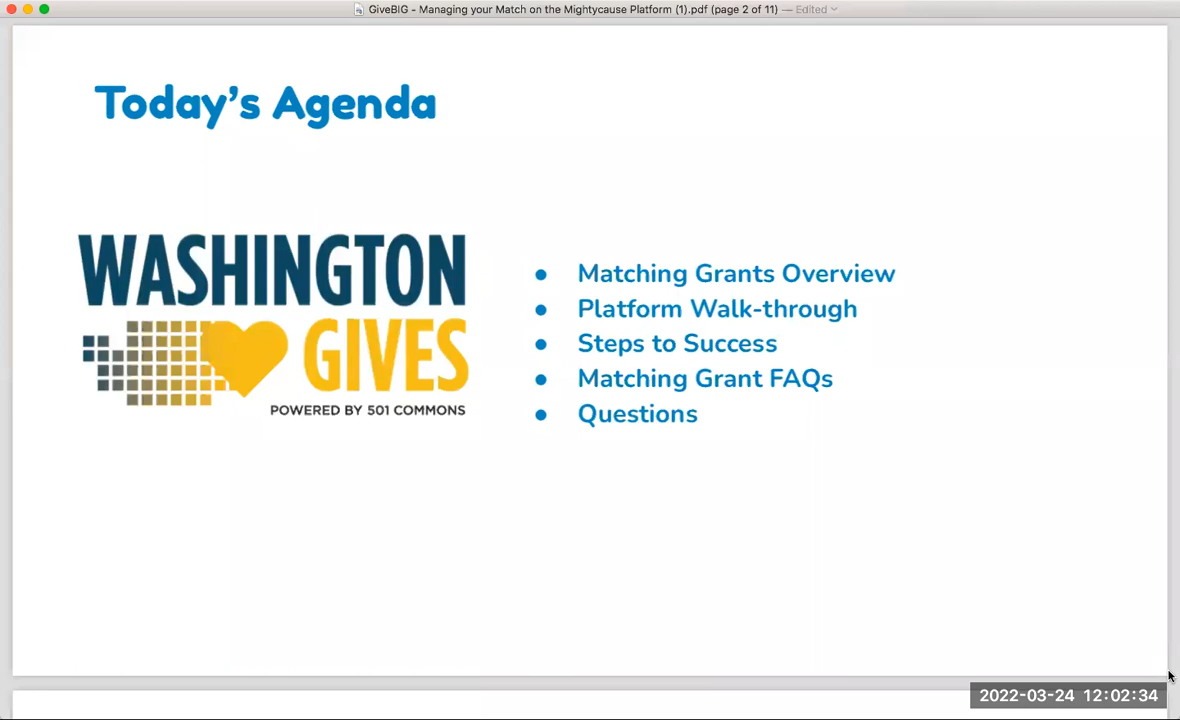 GiveBIG - Managing your Match on the Mightycause Platform (1).pdf (page 2 of 11) — Edited
Today's Agenda
WASHINGTON
GIVES
POWERED BY 501 COMMONS
• Matching Grants Overview
• Platform Walk-through
• Steps to Success
• Matching Grant FAQs
• Questions
2022-03-24 12:02:34